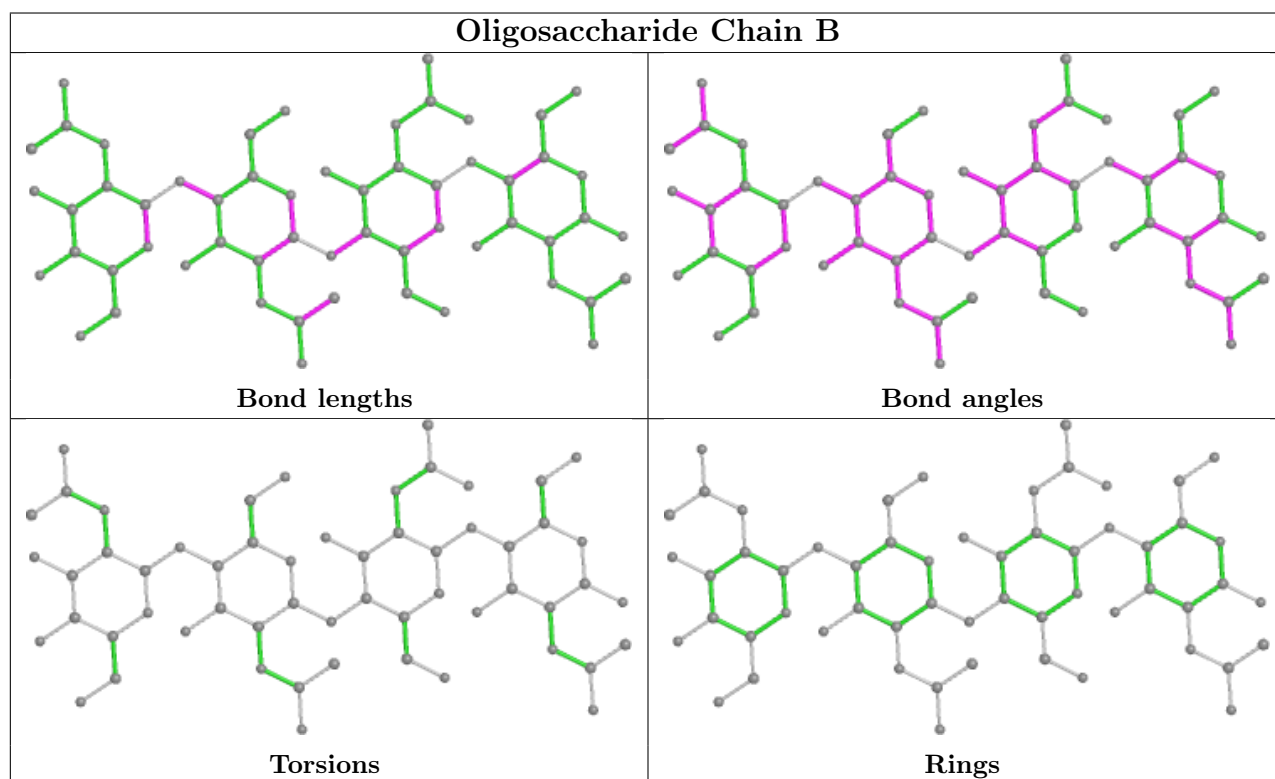 Oligosaccharide Chain B
Bond lengths
Bond angles
Torsions
Rings